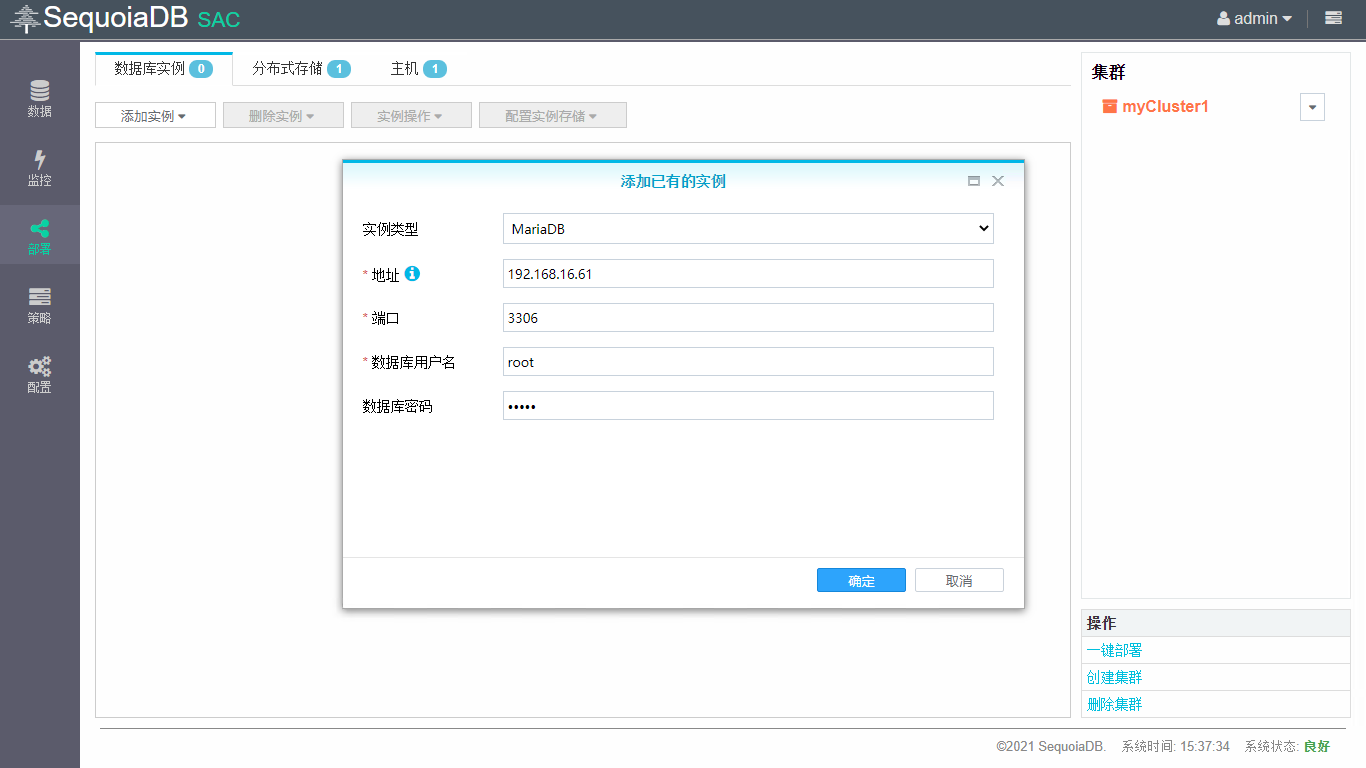 SequoiaDB SAC
admin
数据
监控
部署
策略
配置
数据库实例 0
分布式存储 1
主机 1
添加实例
删除实例
实例操作
配置实例存储
添加已有的实例
实例类型
MariaDB
* 地址
192.168.16.61
* 端口
3306
* 数据库用户名
root
数据库密码
•••••
确定
取消
集群
myCluster1
操作
一键部署
创建集群
删除集群
©2021 SequoiaDB. 系统时间: 15:37:34 系统状态: 良好